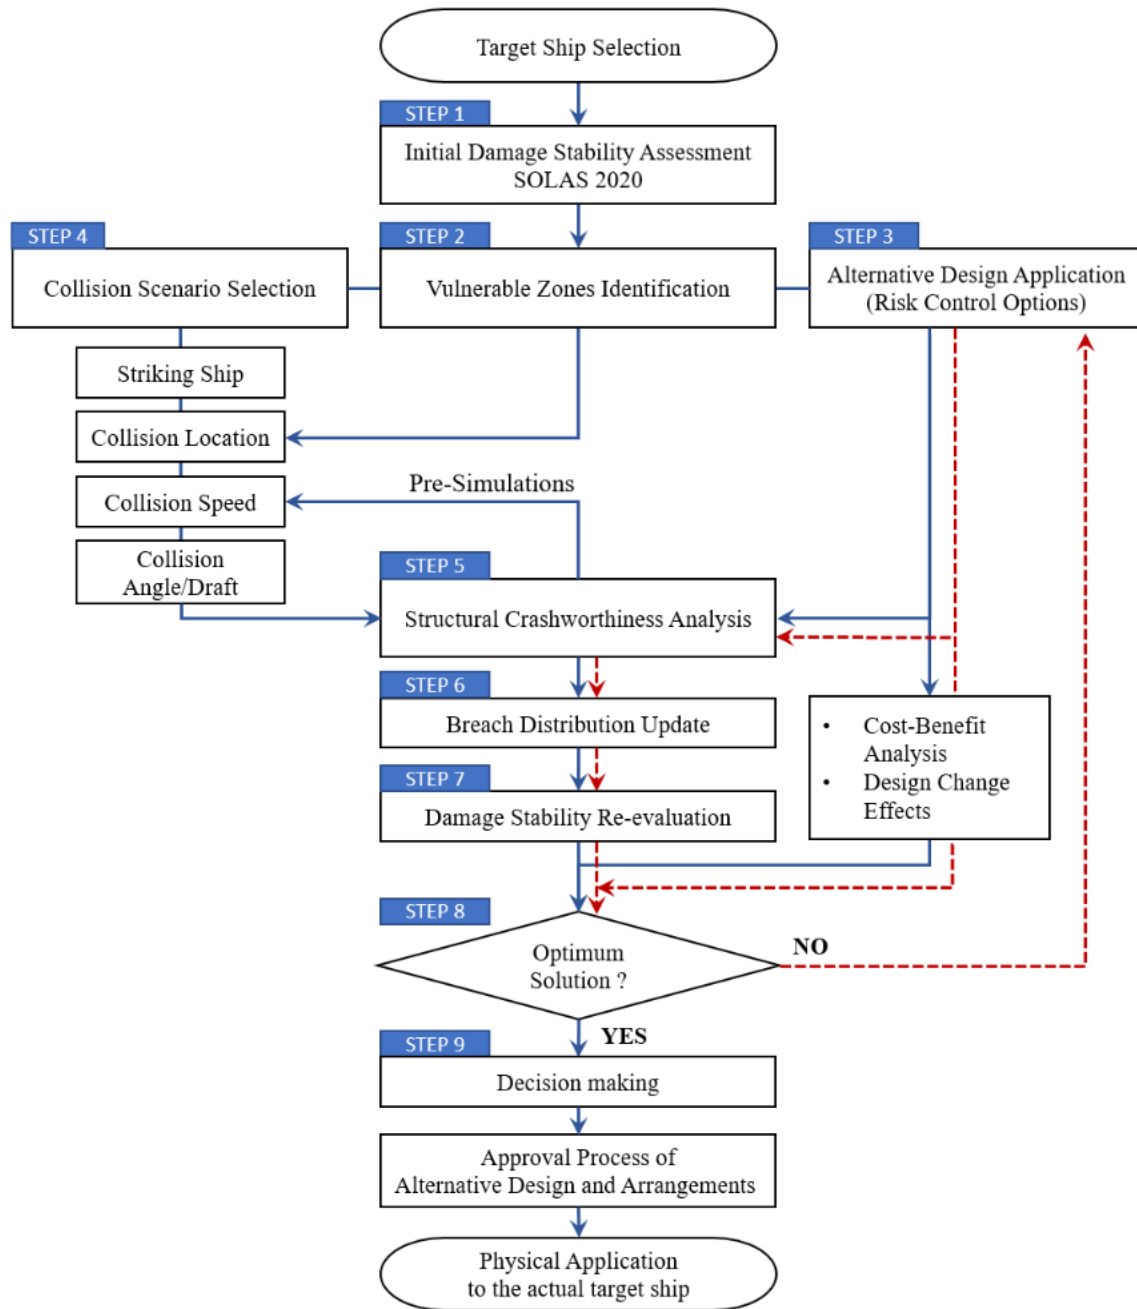 Target Ship Selection
STEP 1
Initial Damage Stability Assessment
SOLAS 2020
STEP 4
Collision Scenario Selection
STEP 2
Vulnerable Zones Identification
STEP 3
Alternative Design Application
(Risk Control Options)
Striking Ship
Collision Location
Collision Speed
Collision
Angle/Draft
Pre-Simulations
STEP 5
Structural Crashworthiness Analysis
STEP 6
Breach Distribution Update
STEP 7
Damage Stability Re-evaluation
• Cost-Benefit
Analysis
• Design Change
Effects
STEP 8
Optimum
Solution ?
NO
YES
STEP 9
Decision making
Approval Process of
Alternative Design and Arrangements
Physical Application
to the actual target ship